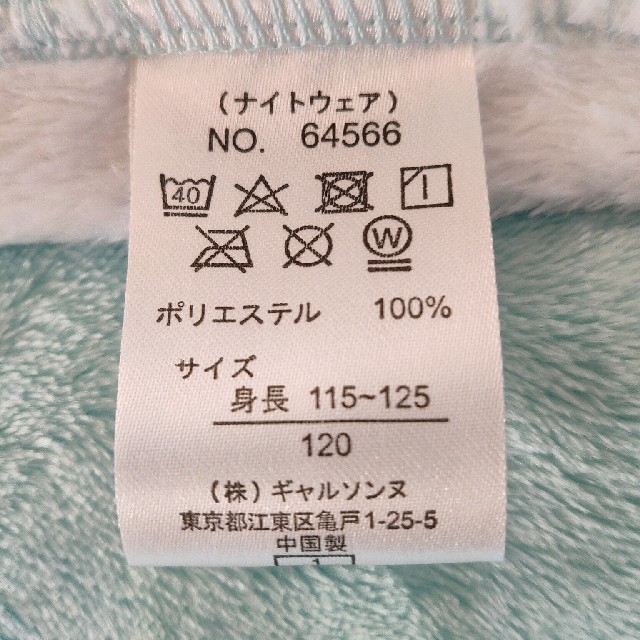 (ナイトウェア)
NO. 64566
40
W
ポリエステル 100%
サイズ
身長 115~125
120
(株) ギャルソンヌ
東京都江東区亀戸1-25-5
中国製